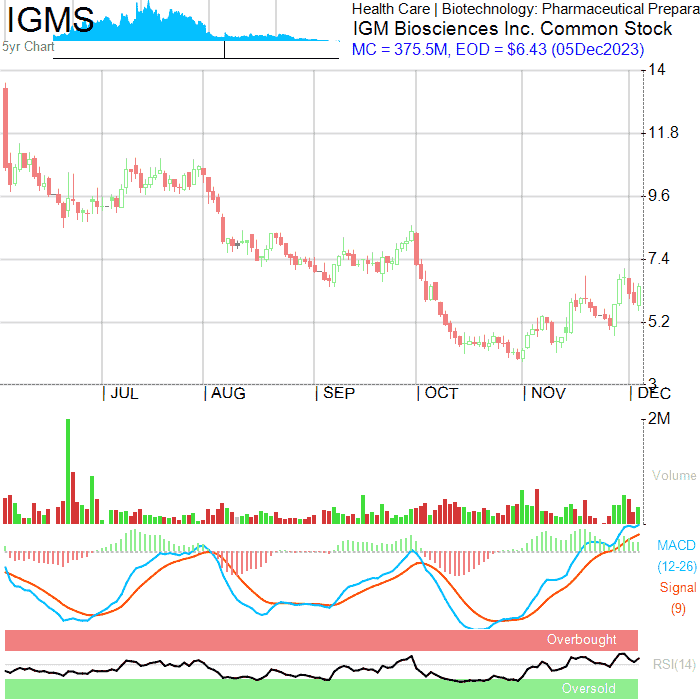 IGMS
5yr Chart
Health Care | Biotechnology: Pharmaceutical Prepara
IGM Biosciences Inc. Common Stock
MC = 375.5M, EOD = $6.43 (05Dec2023)
14
11.8
9.6
7.4
5.2
3
| JUL | AUG | SEP | OCT | NOV | DEC
2M
Volume
MACD
(12-26)
Signal
(9)
Overbought
RSI(14)
Oversold